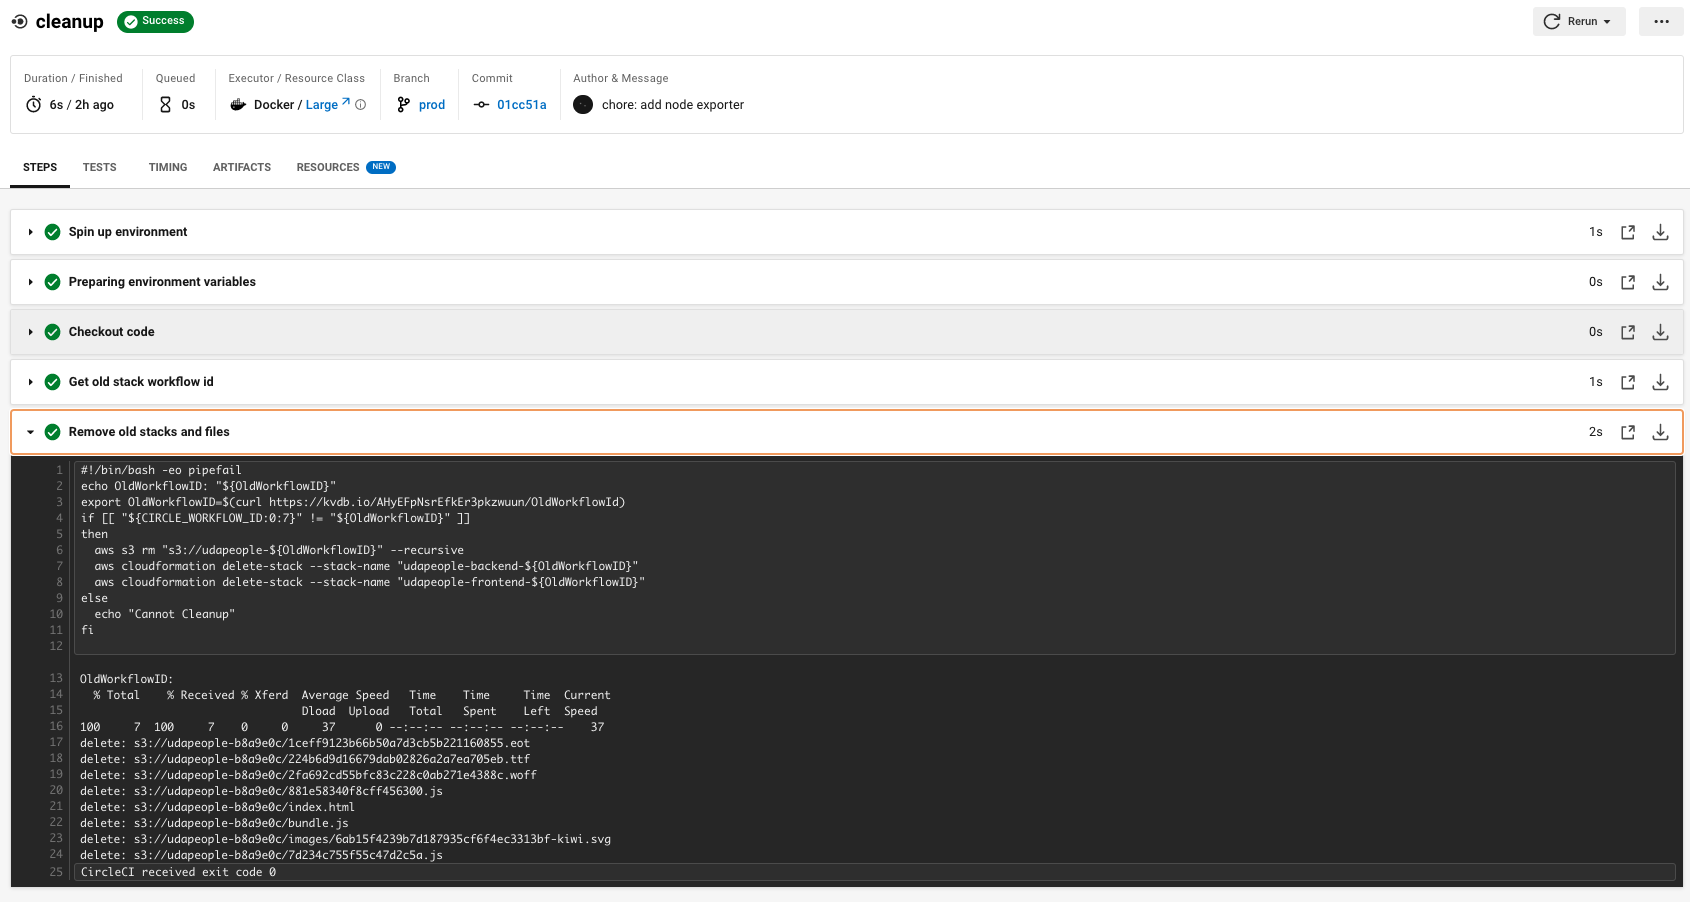 cleanup Success Rerun
Duration / Finished Queued Executor / Resource Class Branch Commit Author & Message
6s / 2h ago 0s Docker / Large prod 01cc51a chore: add node exporter
STEPS TESTS TIMING ARTIFACTS RESOURCES NEW
Spin up environment 1s
Preparing environment variables 0s
Checkout code 0s
Get old stack workflow id 1s
Remove old stacks and files 2s
1 #!/bin/bash -eo pipefail
2 echo OldWorkflowID: "${OldWorkflowID}"
3 export OldWorkflowID=$(curl https://kvdb.io/AHyEFpNsrEfkEr3pkzwuun/OldWorkflowId)
4 if [[ "${CIRCLE_WORKFLOW_ID:0:7}" != "${OldWorkflowID}" ]]
5 then
6   aws s3 rm "s3://udapeople-${OldWorkflowID}" --recursive
7   aws cloudformation delete-stack --stack-name "udapeople-backend-${OldWorkflowID}"
8   aws cloudformation delete-stack --stack-name "udapeople-frontend-${OldWorkflowID}"
9 else
10   echo "Cannot Cleanup"
11 fi
12
13 OldWorkflowID:
14   % Total    % Received % Xferd  Average Speed   Time    Time     Time  Current
15                                  Dload  Upload   Total   Spent    Left  Speed
16 100     7  100     7    0     0     37      0 --:--:-- --:--:-- --:--:--    37
17 delete: s3://udapeople-b8a9e0c/1ceff9123b66b50a7d3cb5b221160855.eot
18 delete: s3://udapeople-b8a9e0c/224b6d9d16679dab02826a2a7ea705eb.ttf
19 delete: s3://udapeople-b8a9e0c/2fa692cd55bfc83c228c0ab271e4388c.woff
20 delete: s3://udapeople-b8a9e0c/881e58340f8cff456300.js
21 delete: s3://udapeople-b8a9e0c/index.html
22 delete: s3://udapeople-b8a9e0c/bundle.js
23 delete: s3://udapeople-b8a9e0c/images/6ab15f4239b7d187935cf6f4ec3313bf-kiwi.svg
24 delete: s3://udapeople-b8a9e0c/7d234c755f55c47d2c5a.js
25 CircleCI received exit code 0